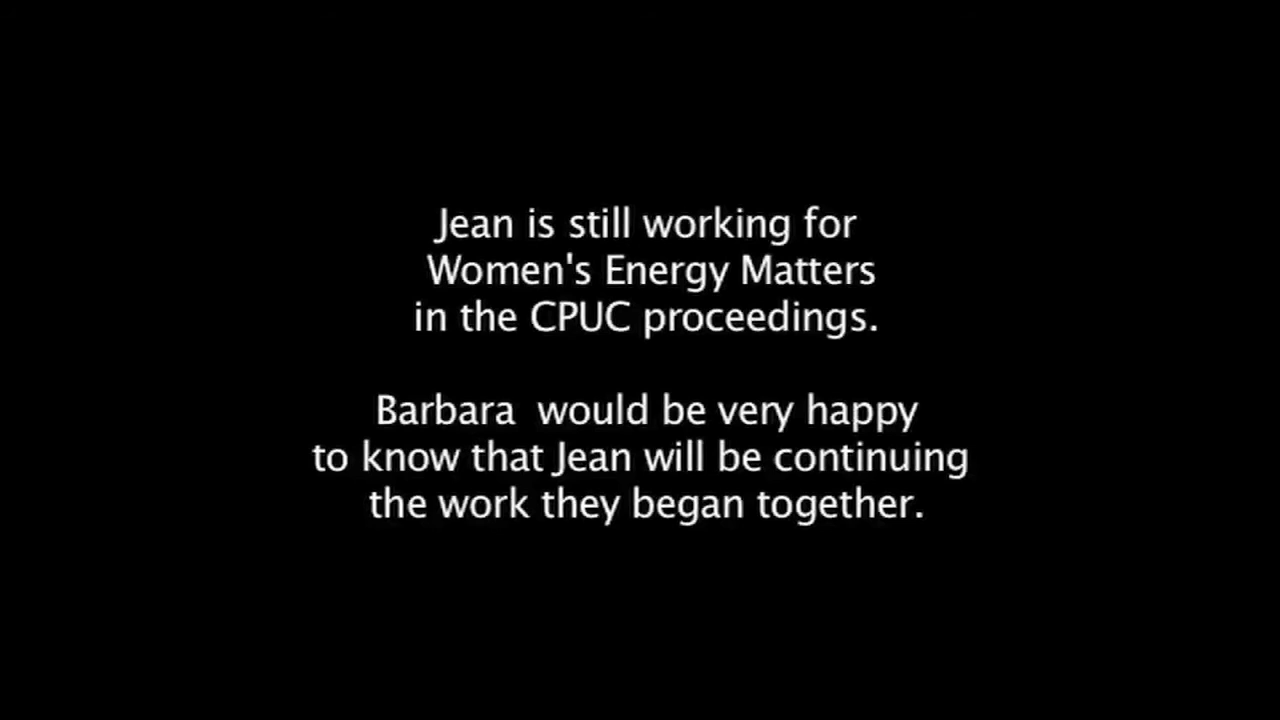 Jean is still working for
Women's Energy Matters
in the CPUC proceedings.
Barbara  would be very happy
to know that Jean will be continuing
the work they began together.